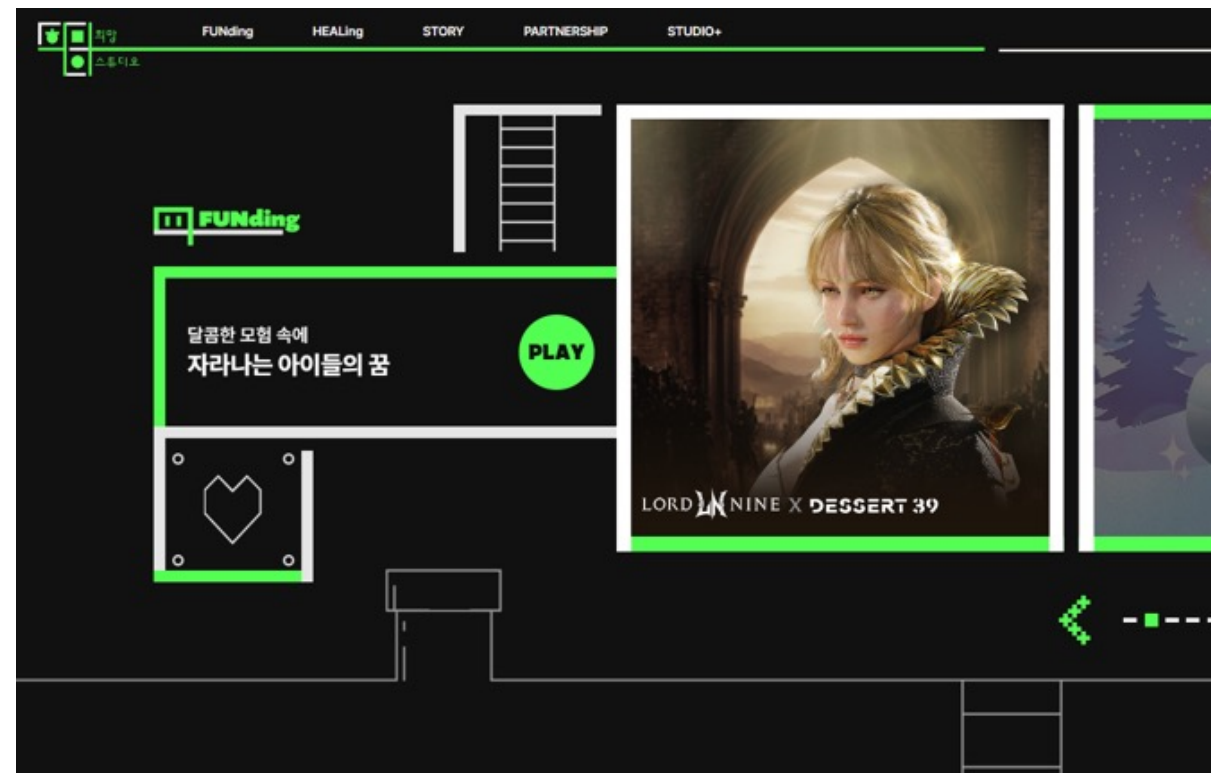 희망
스튜디오
FUNding
HEALing
STORY
PARTNERSHIP
STUDIO+
FUNding
달콤한 모험 속에
자라나는 아이들의 꿈
PLAY
LORD LN NINE X DESSERT 39